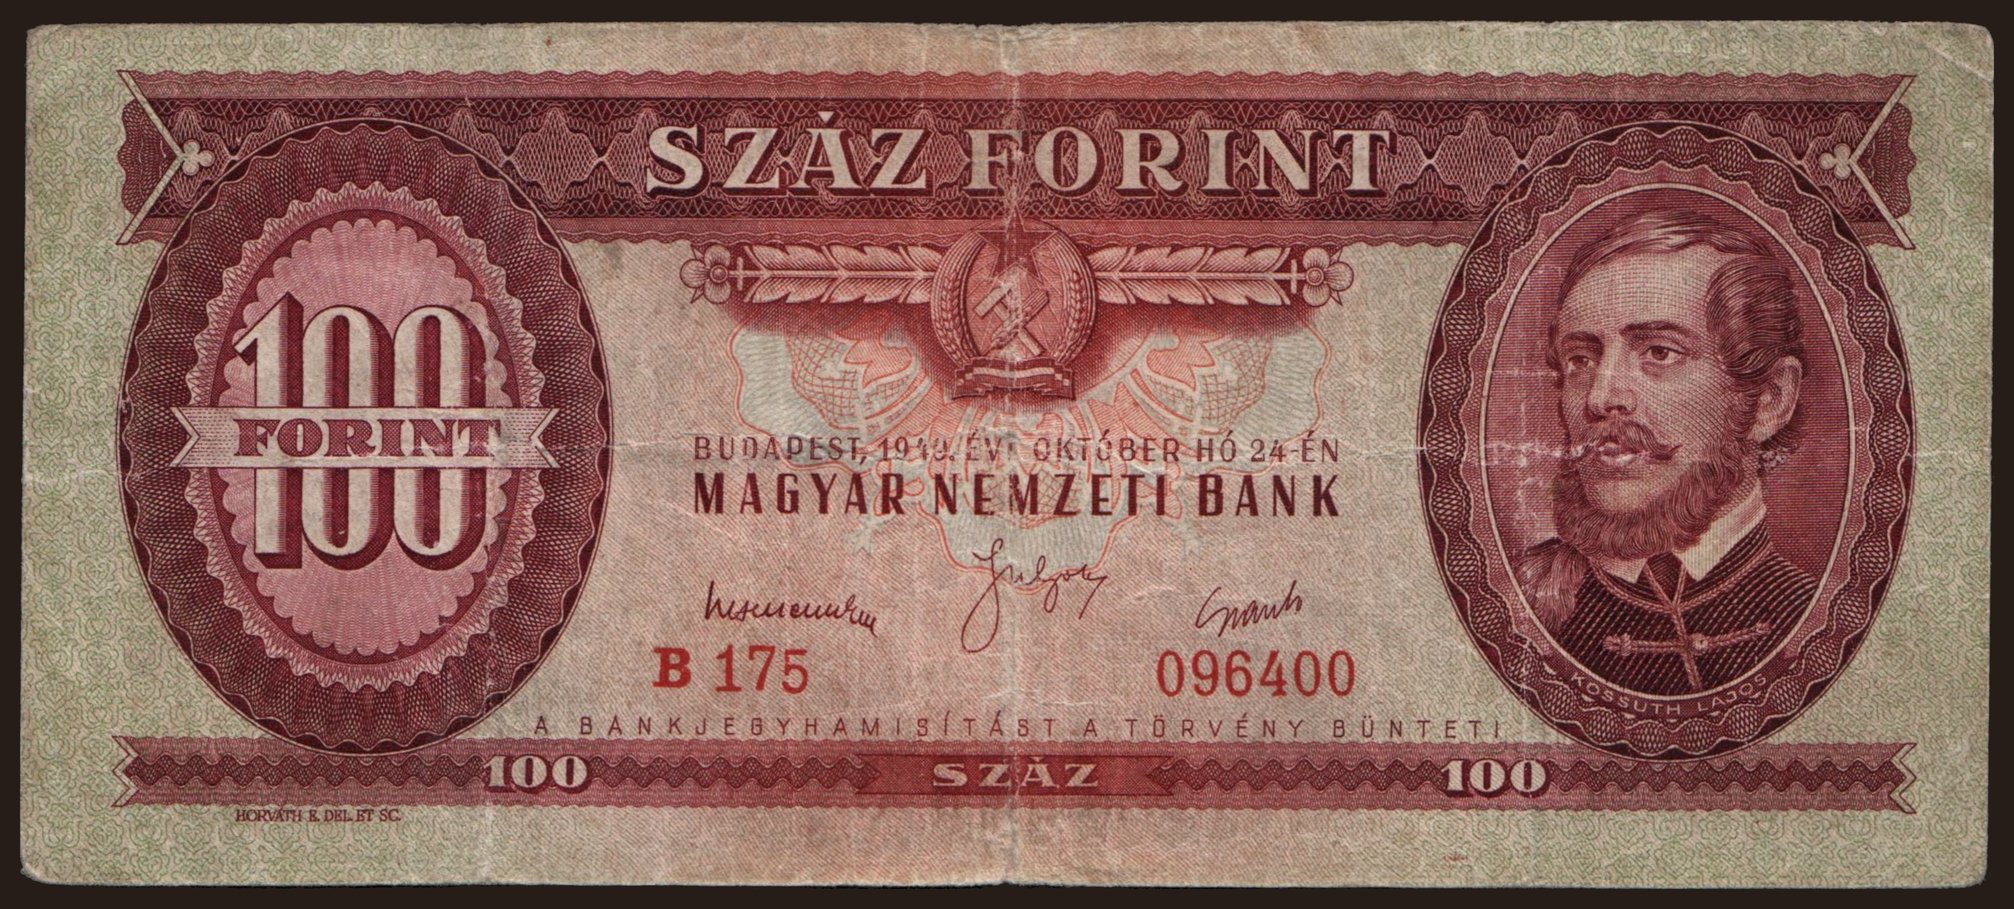 SZÁZ FORINT
100
FORINT
BUDAPEST, 1949. ÉVI OKTÓBER HÓ 24-ÉN
MAGYAR NEMZETI BANK
B 175 096400
KOSSUTH LAJOS
A BANKJEGYHAMISÍTÁST A TÖRVÉNY BÜNTETI
100 SZÁZ 100
HORVÁTH E. DEL. ET SC.